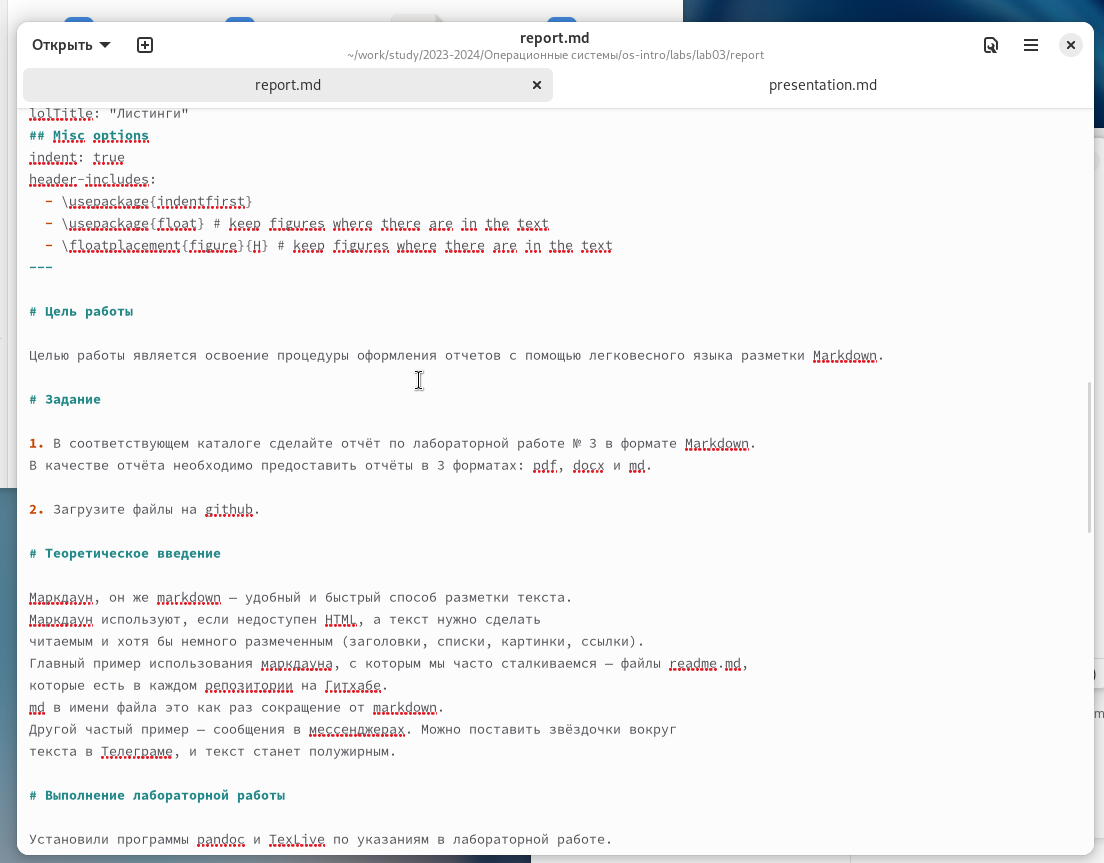 Открыть
report.md
~/work/study/2023-2024/Операционные системы/os-intro/labs/lab03/report
report.md
presentation.md
lolTitle: "Листинги"
## Misc options
indent: true
header-includes:
  - \usepackage{indentfirst}
  - \usepackage{float} # keep figures where there are in the text
  - \floatplacement{figure}{H} # keep figures where there are in the text
---
# Цель работы
Целью работы является освоение процедуры оформления отчетов с помощью легковесного языка разметки Markdown.
# Задание
1. В соответствующем каталоге сделайте отчёт по лабораторной работе № 3 в формате Markdown.
В качестве отчёта необходимо предоставить отчёты в 3 форматах: pdf, docx и md.
2. Загрузите файлы на github.
# Теоретическое введение
Маркдаун, он же markdown — удобный и быстрый способ разметки текста.
Маркдаун используют, если недоступен HTML, а текст нужно сделать
читаемым и хотя бы немного размеченным (заголовки, списки, картинки, ссылки).
Главный пример использования маркдауна, с которым мы часто сталкиваемся — файлы readme.md,
которые есть в каждом репозитории на Гитхабе.
md в имени файла это как раз сокращение от markdown.
Другой частый пример — сообщения в мессенджерах. Можно поставить звёздочки вокруг
текста в Телеграме, и текст станет полужирным.
# Выполнение лабораторной работы
Установили программы pandoc и TexLive по указаниям в лабораторной работе.